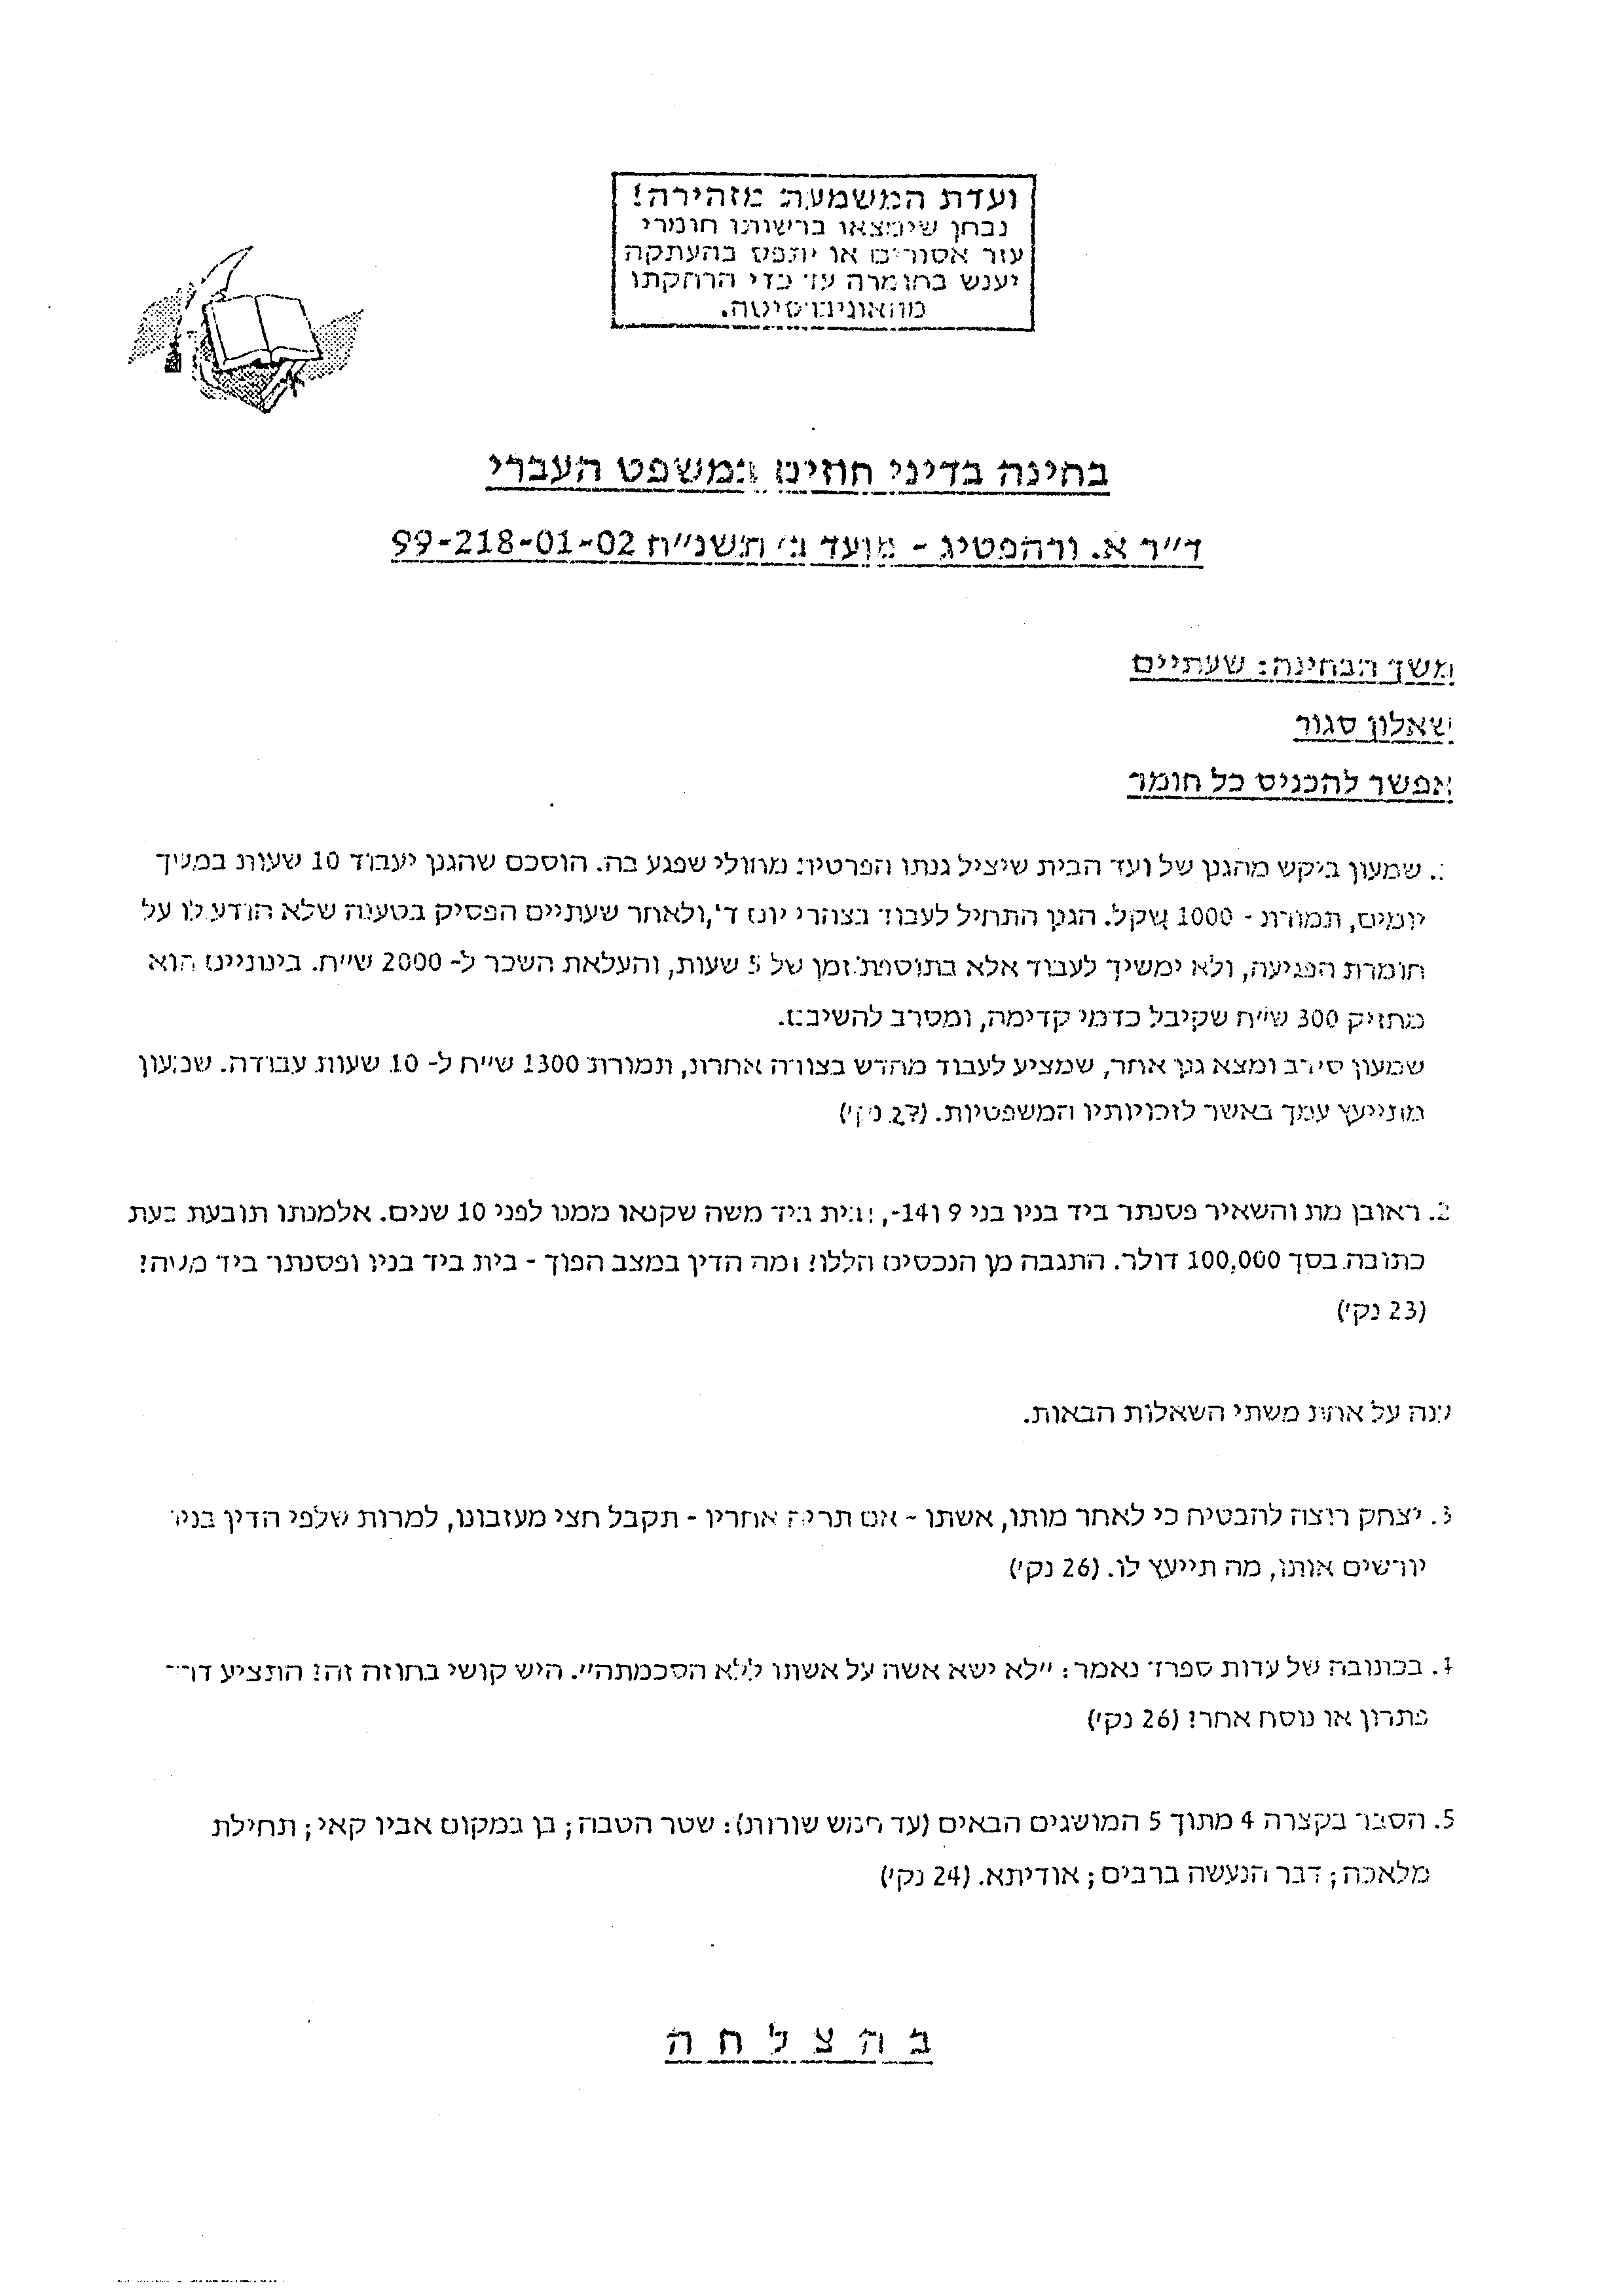 ועדת המשמעת מזהירה!
נבחן שימצאו ברשותו חומרי
עזר אסורים או יתפס בהעתקה
יענש בחומרה עד כדי הרחקתו
מהאוניברסיטה.
בחינה בדיני חוזים במשפט העברי
ד"ר א. ורהפטיג - מועד ב' תשנ"ח 99-218-01-02
משך הבחינה: שעתיים
שאלון סגור
אפשר להכניס כל חומר
שמעון ביקש מהגנן של ועד הבית שיציל גנתו הפרטית מחולי שפגע בה. הוסכם שהגנן יעבוד 10 שעות במשך
יומים, תמורת - 1000 שקל. הגנן התחיל לעבוד בצהרי יום ד', ולאחר שעתיים הפסיק בטענה שלא הודע לו על
חומרת הפגיעה, ולא ימשיך לעבוד אלא בתוספת זמן של 5 שעות, והעלאת השכר ל- 2000 ש"ח. בינתיים הוא
מחזיק 300 ש"ח שקיבל כדמי קדימה, ומסרב להשיבם.
שמעון סירב ומצא גנן אחר, שמציע לעבוד מחדש בצורה אחרת, תמורת 1300 ש"ח ל- 10 שעות עבודה. שמעון
מתייעץ עמך באשר לזכויותיו המשפטיות. (27 נק')
2. ראובן מת והשאיר פסנתר ביד בניו בני 9 ו14-, ובית ביד משה שקנאו ממנו לפני 10 שנים. אלמנתו תובעת כעת
כתובה בסך 100,000 דולר. התגבה מן הנכסים הללו? ומה הדין במצב הפוך - בית ביד בניו ופסנתר ביד משה?
(23 נק')
ענה על אחת משתי השאלות הבאות.
3. יצחק רוצה להבטיח כי לאחר מותו, אשתו - אם תריה אחריו - תקבל חצי מעזבונו, למרות שלפי הדין בניו
יורשים אותו, מה תייעץ לו. (26 נק')
4. בכתובה של עדות ספרד נאמר: "לא ישא אשה על אשתו ללא הסכמתה". היש קושי בחוזה זה? התציע דרך
פתרון או נוסח אחר? (26 נק')
5. הסבר בקצרה 4 מתוך 5 המושגים הבאים (עד חמש שורות): שטר הטבה; בן במקום אביו קאי; תחילת
מלאכה; דבר הנעשה ברבים; אודיתא. (24 נק')
ב ה צ ל ח ה